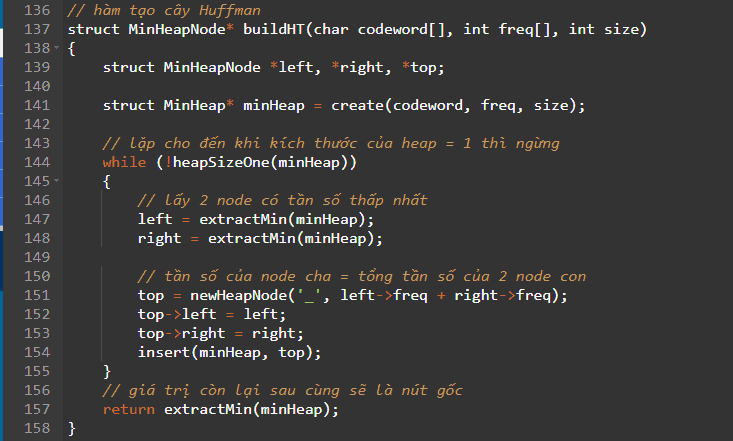 136 // hàm tạo cây Huffman
137 struct MinHeapNode* buildHT(char codeword[], int freq[], int size)
138 {
139     struct MinHeapNode *left, *right, *top;
140
141     struct MinHeap* minHeap = create(codeword, freq, size);
142
143     // lặp cho đến khi kích thước của heap = 1 thì ngừng
144     while (!heapSizeOne(minHeap))
145     {
146         // lấy 2 node có tần số thấp nhất
147         left = extractMin(minHeap);
148         right = extractMin(minHeap);
149
150         // tần số của node cha = tổng tần số của 2 node con
151         top = newHeapNode('_', left->freq + right->freq);
152         top->left = left;
153         top->right = right;
154         insert(minHeap, top);
155     }
156     // giá trị còn lại sau cùng sẽ là nút gốc
157     return extractMin(minHeap);
158 }